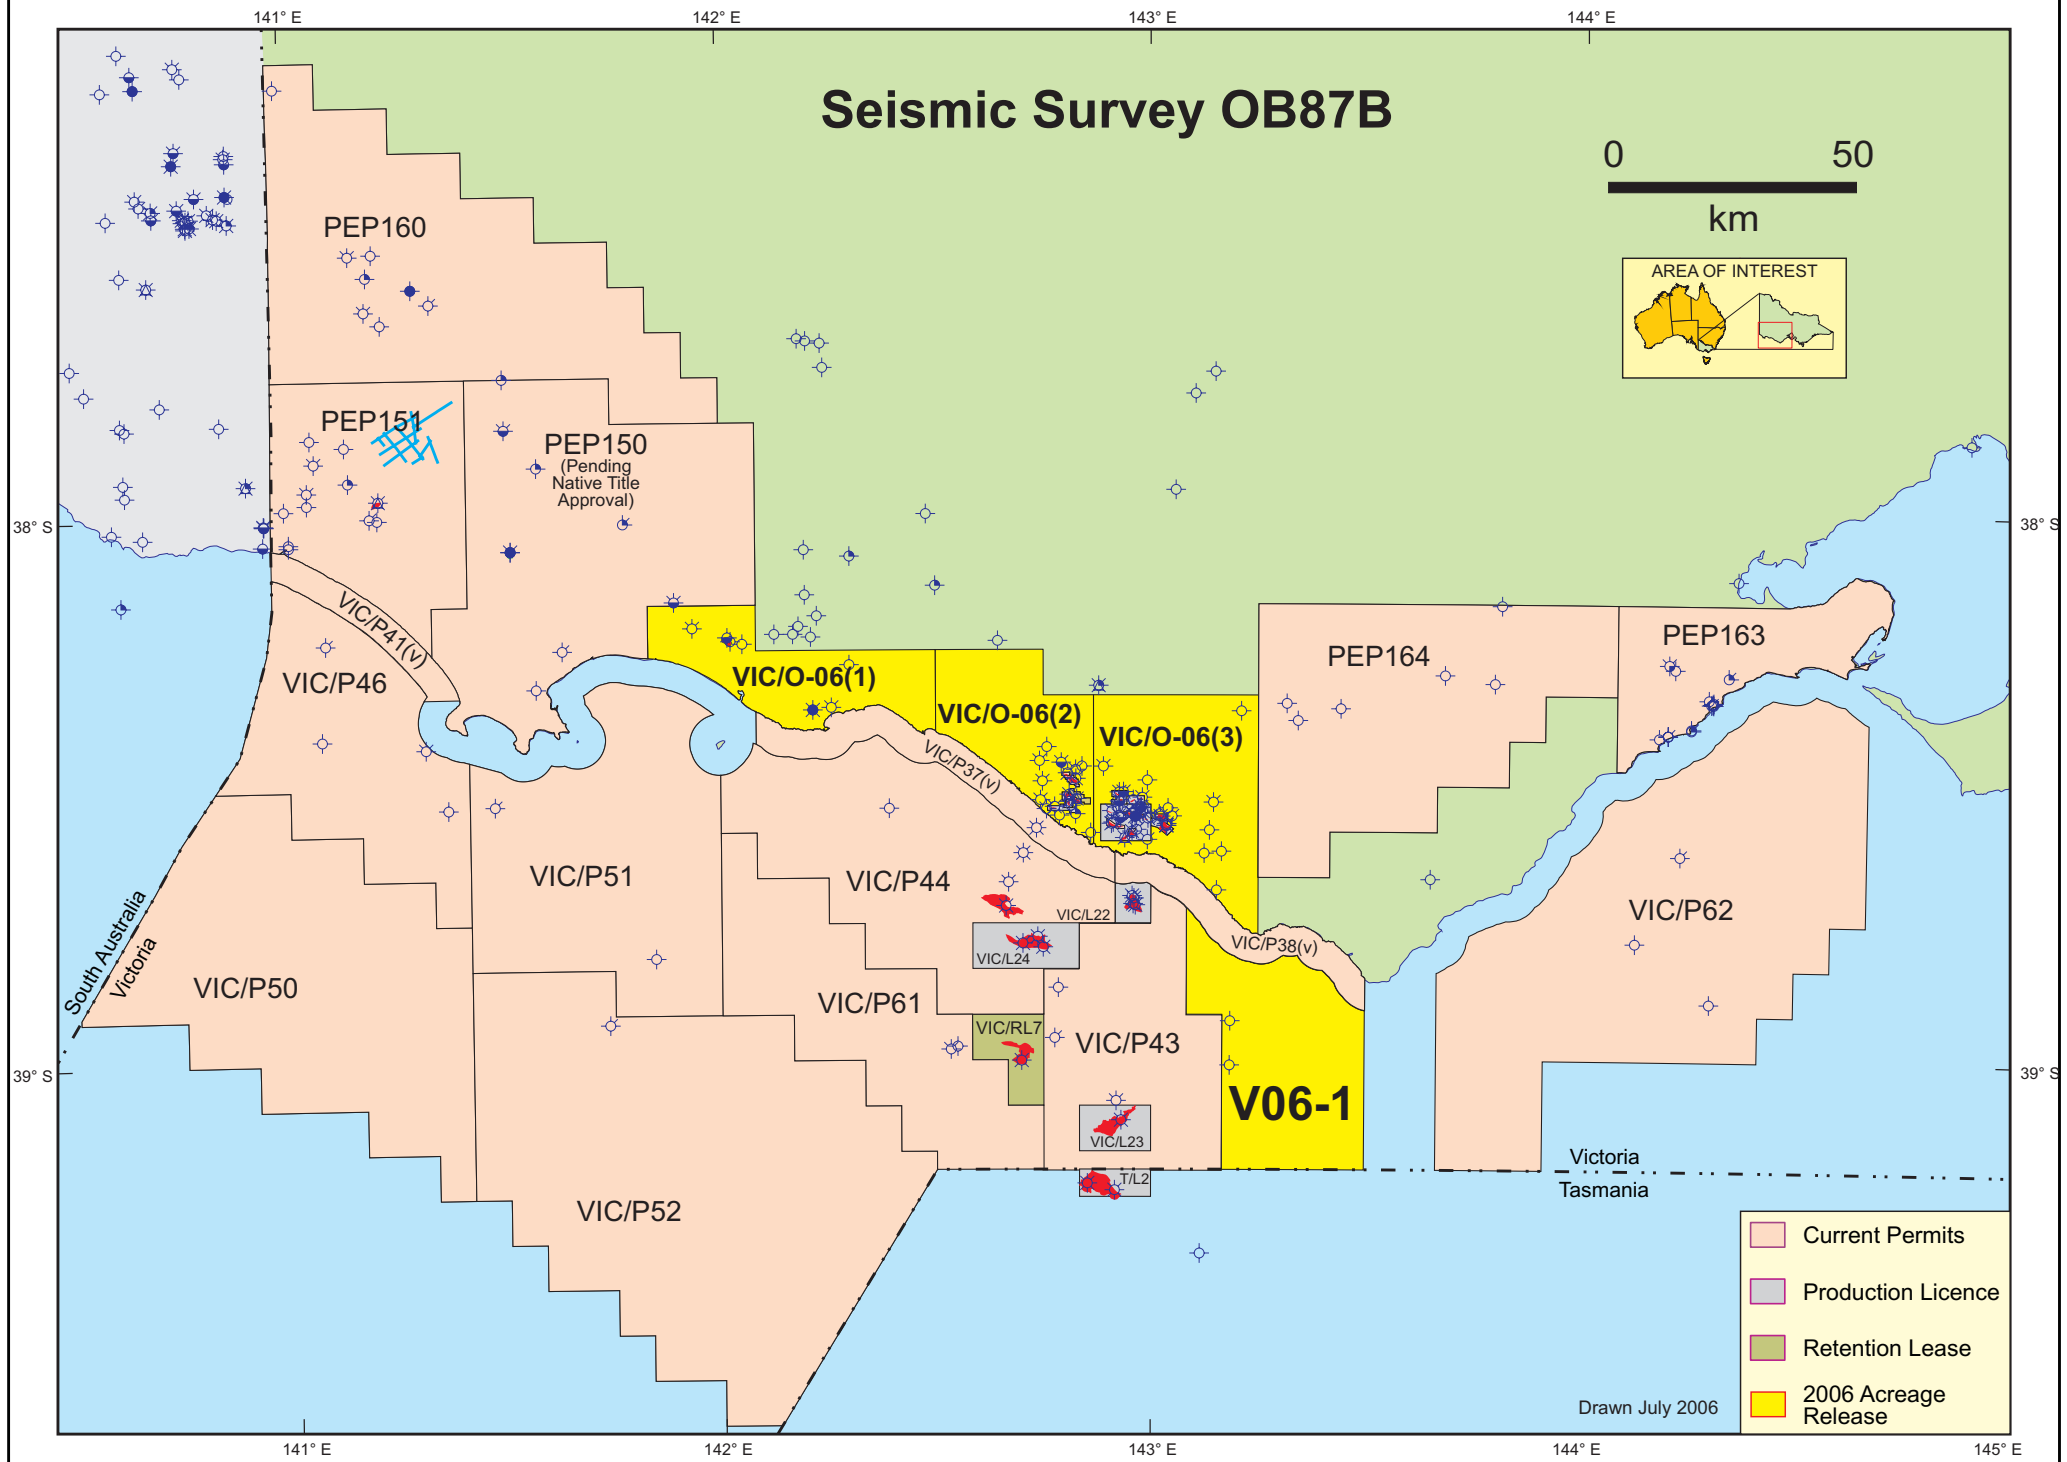 141° E
142° E
143° E
144° E
Seismic Survey OB87B
0
50
km
AREA OF INTEREST
PEP160
PEP151
PEP150
(Pending
Native Title
Approval)
38° S
38° S
VIC/P41(v)
VIC/P46
VIC/O-06(1)
VIC/O-06(2)
VIC/O-06(3)
PEP164
PEP163
VIC/P37(v)
VIC/P51
VIC/P44
VIC/L22
VIC/P62
VIC/P38(v)
VIC/L24
South Australia
Victoria
VIC/P50
VIC/P61
VIC/RL7
VIC/P43
39° S
39° S
V06-1
VIC/L23
T/L2
Victoria
Tasmania
VIC/P52
Current Permits
Production Licence
Retention Lease
2006 Acreage
Release
Drawn July 2006
141° E
142° E
143° E
144° E
145° E